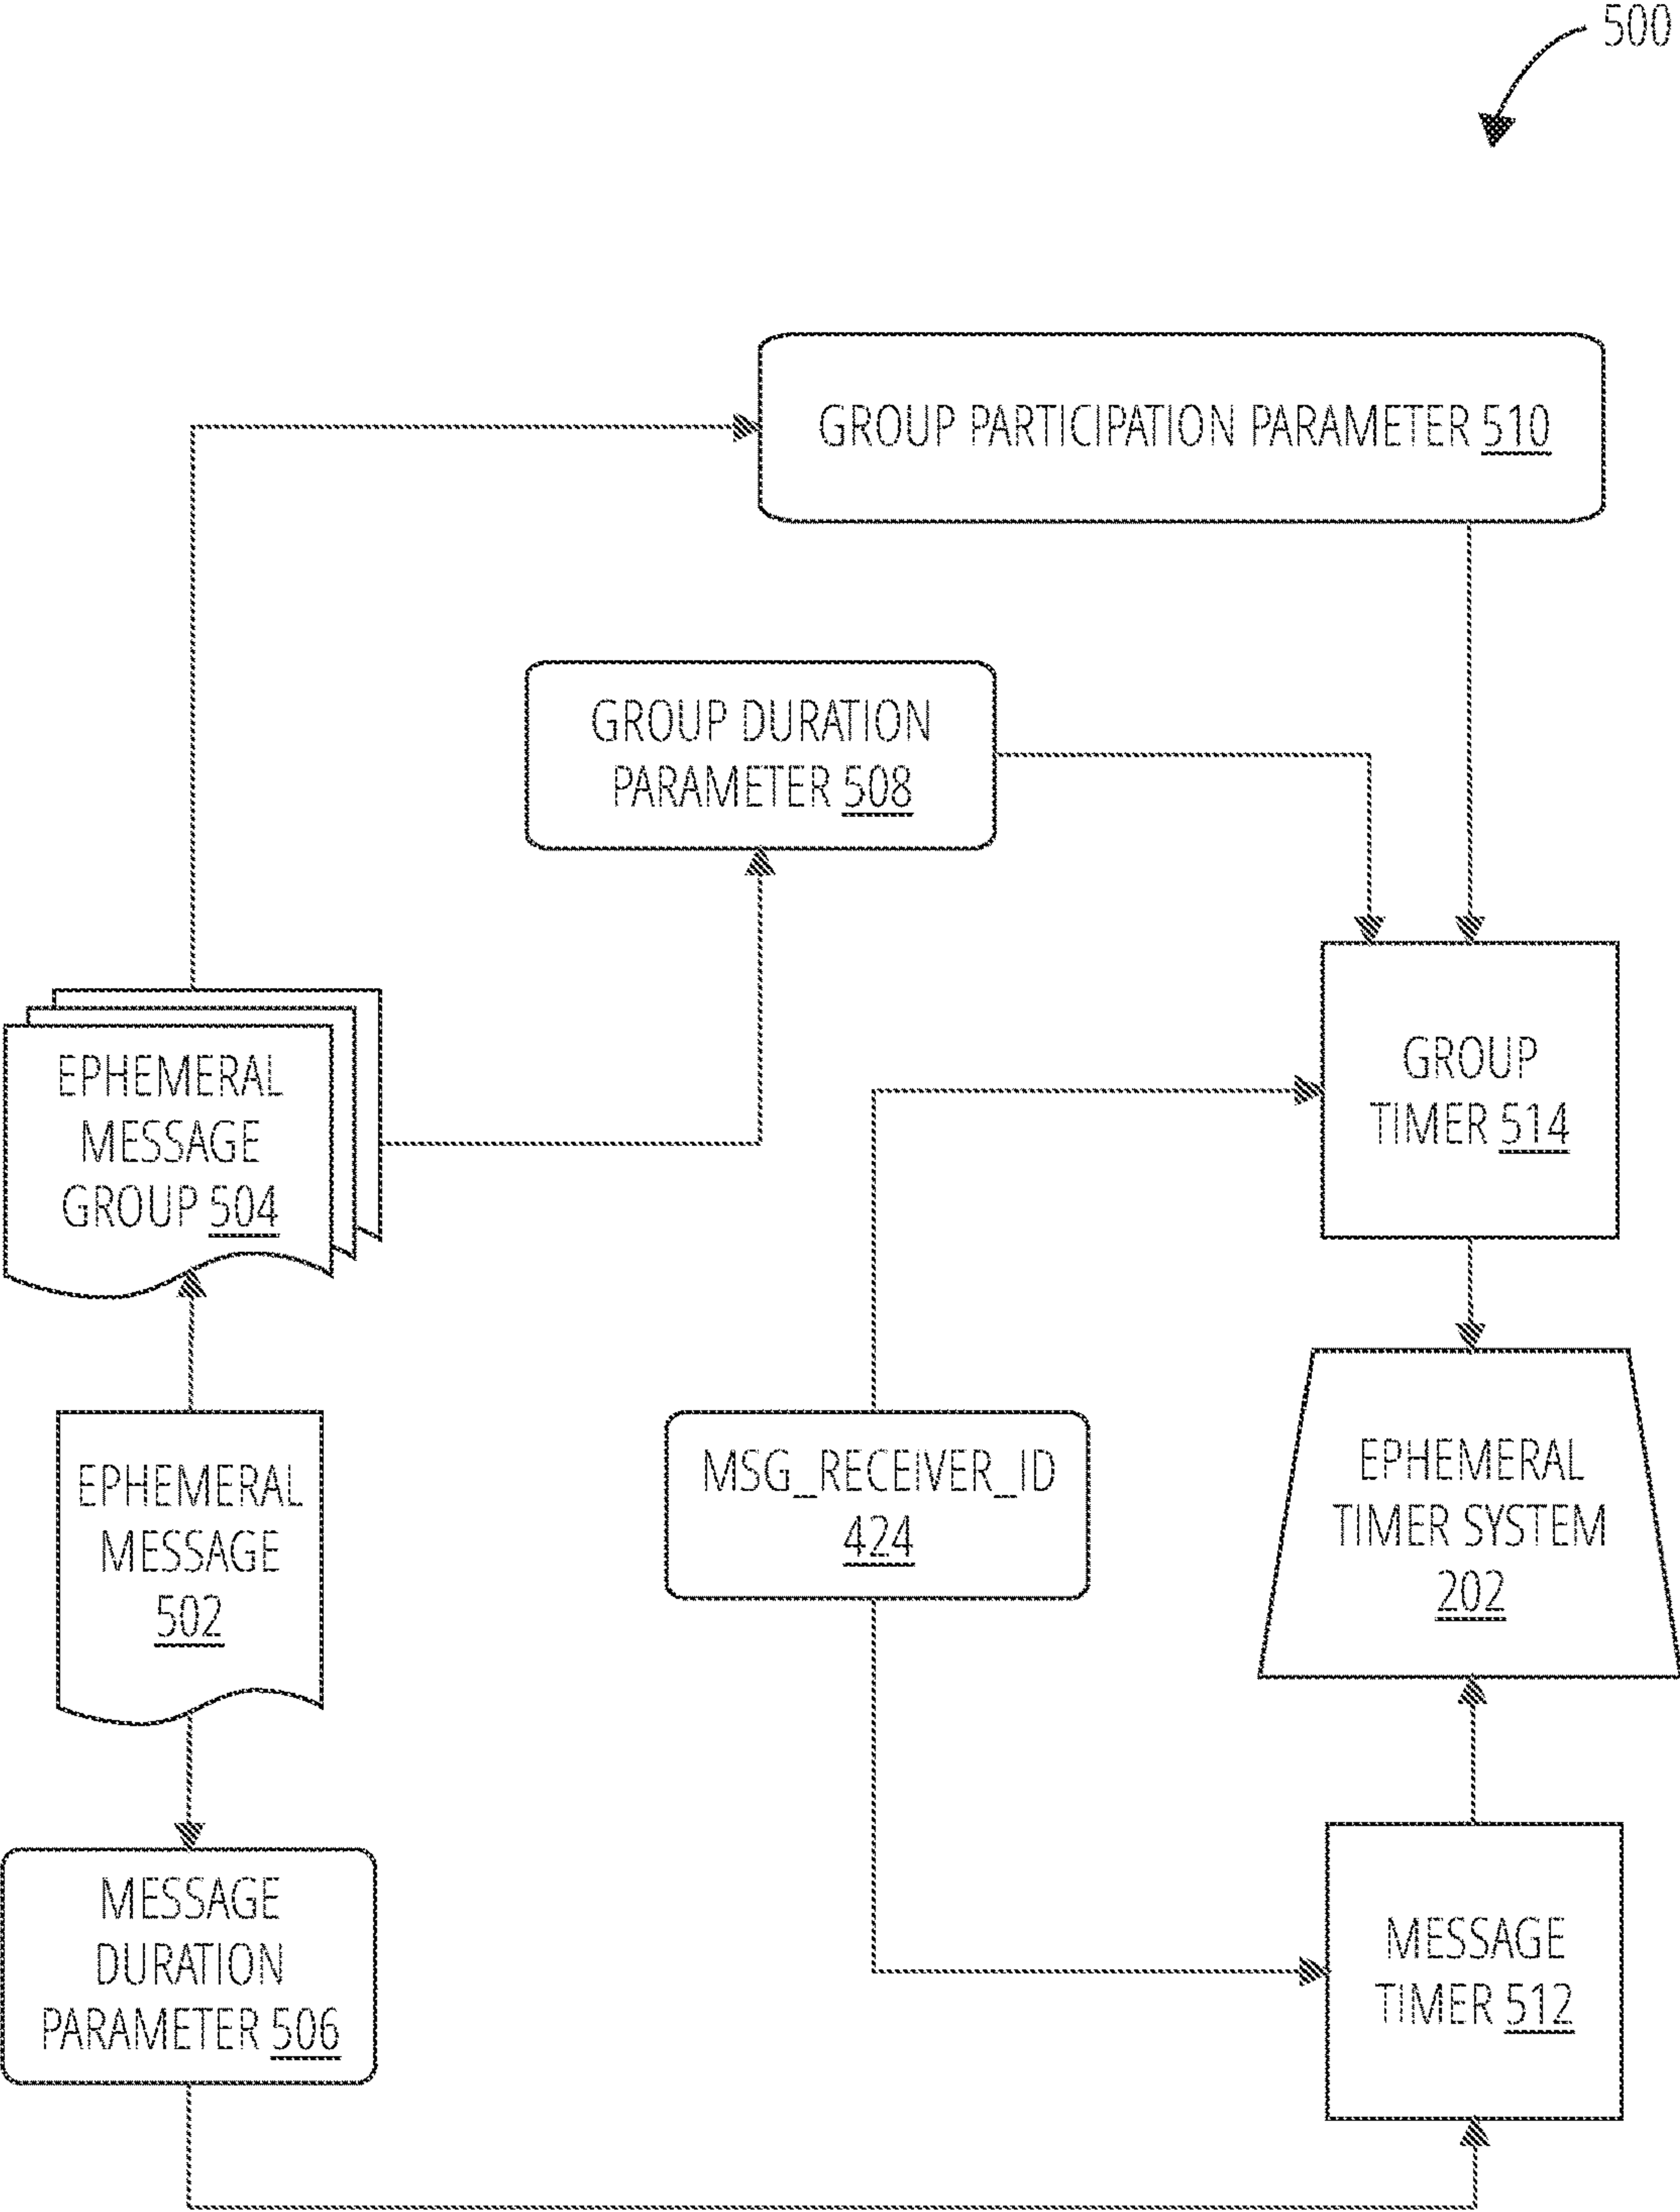 500
GROUP PARTICIPATION PARAMETER 510
GROUP DURATION
PARAMETER 508
EPHEMERAL
MESSAGE
GROUP 504
GROUP
TIMER 514
EPHEMERAL
MESSAGE
502
MSG_RECEIVER_ID
424
EPHEMERAL
TIMER SYSTEM
202
MESSAGE
DURATION
PARAMETER 506
MESSAGE
TIMER 512